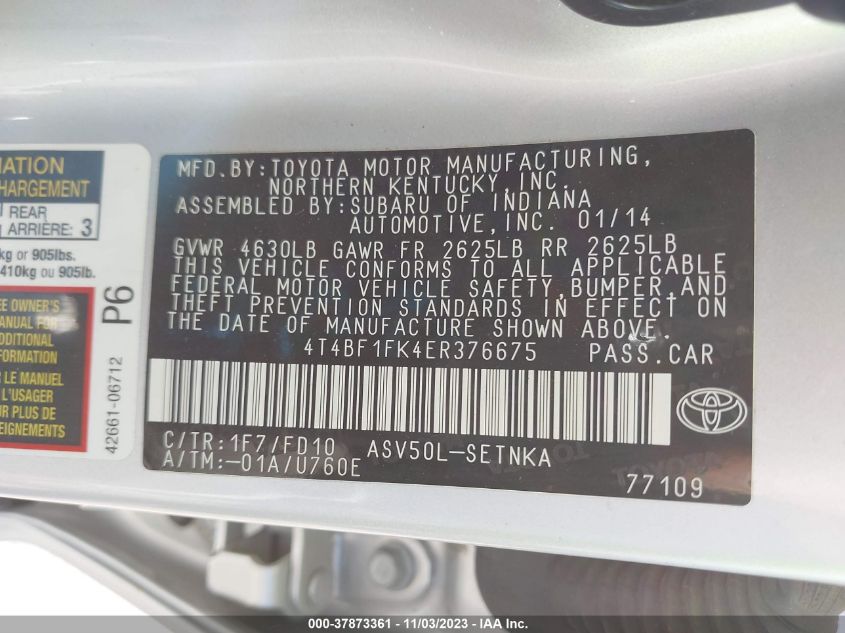 MFD.BY:TOYOTA MOTOR MANUFACTURING,
NORTHERN KENTUCKY,INC.
ASSEMBLED BY:SUBARU OF INDIANA
AUTOMOTIVE,INC. 01/14
GVWR 4630LB GAWR FR 2625LB RR 2625LB
THIS VEHICLE CONFORMS TO ALL APPLICABLE
FEDERAL MOTOR VEHICLE SAFETY,BUMPER,AND
THEFT PREVENTION STANDARDS IN EFFECT ON
THE DATE OF MANUFACTURE SHOWN ABOVE.
4T4BF1FK4ER376675 PASS.CAR
C/TR:1F7/FD10 ASV50L-SETNKA
A/TM:-01A/U760E
77109
MATION
CHARGEMENT
REAR
ARRIÈRE: 3
kg or 905lbs.
410kg ou 905lb.
EE OWNER'S
MANUAL FOR
ADDITIONAL
FORMATION
R LE MANUEL
L'USAGER
UR PLUS DE
EIGNEMENTS
P6
42661-06712
000-37873361 - 11/03/2023 - IAA Inc.